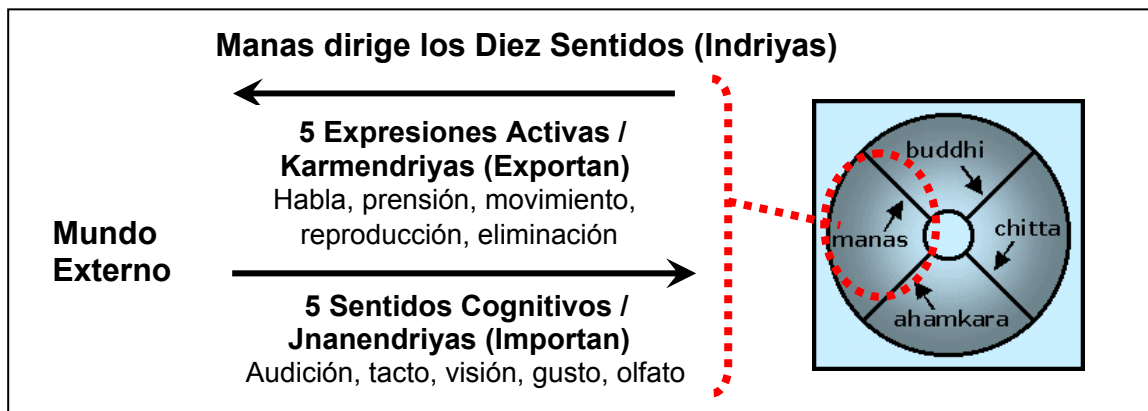 Manas dirige los Diez Sentidos (Indriyas)
5 Expresiones Activas /
Karmendriyas (Exportan)
Habla, prensión, movimiento,
reproducción, eliminación
Mundo
Externo
5 Sentidos Cognitivos /
Jnanendriyas (Importan)
Audición, tacto, visión, gusto, olfato
buddhi
manas
chitta
ahamkara